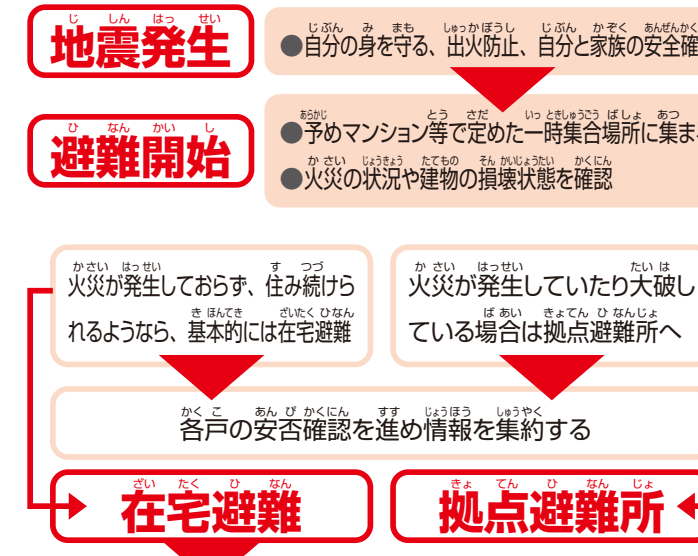 地震発生
●自分の身を守る、出火防止、自分と家族の安全確
避難開始
●予めマンション等で定めた一時集合場所に集ま
●火災の状況や建物の損壊状態を確認
火災が発生しておらず、住み続けら
れるようなら、基本的には在宅避難
火災が発生していたり大破し
ている場合は拠点避難所へ
各戸の安否確認を進め情報を集約する
在宅避難
拠点避難所